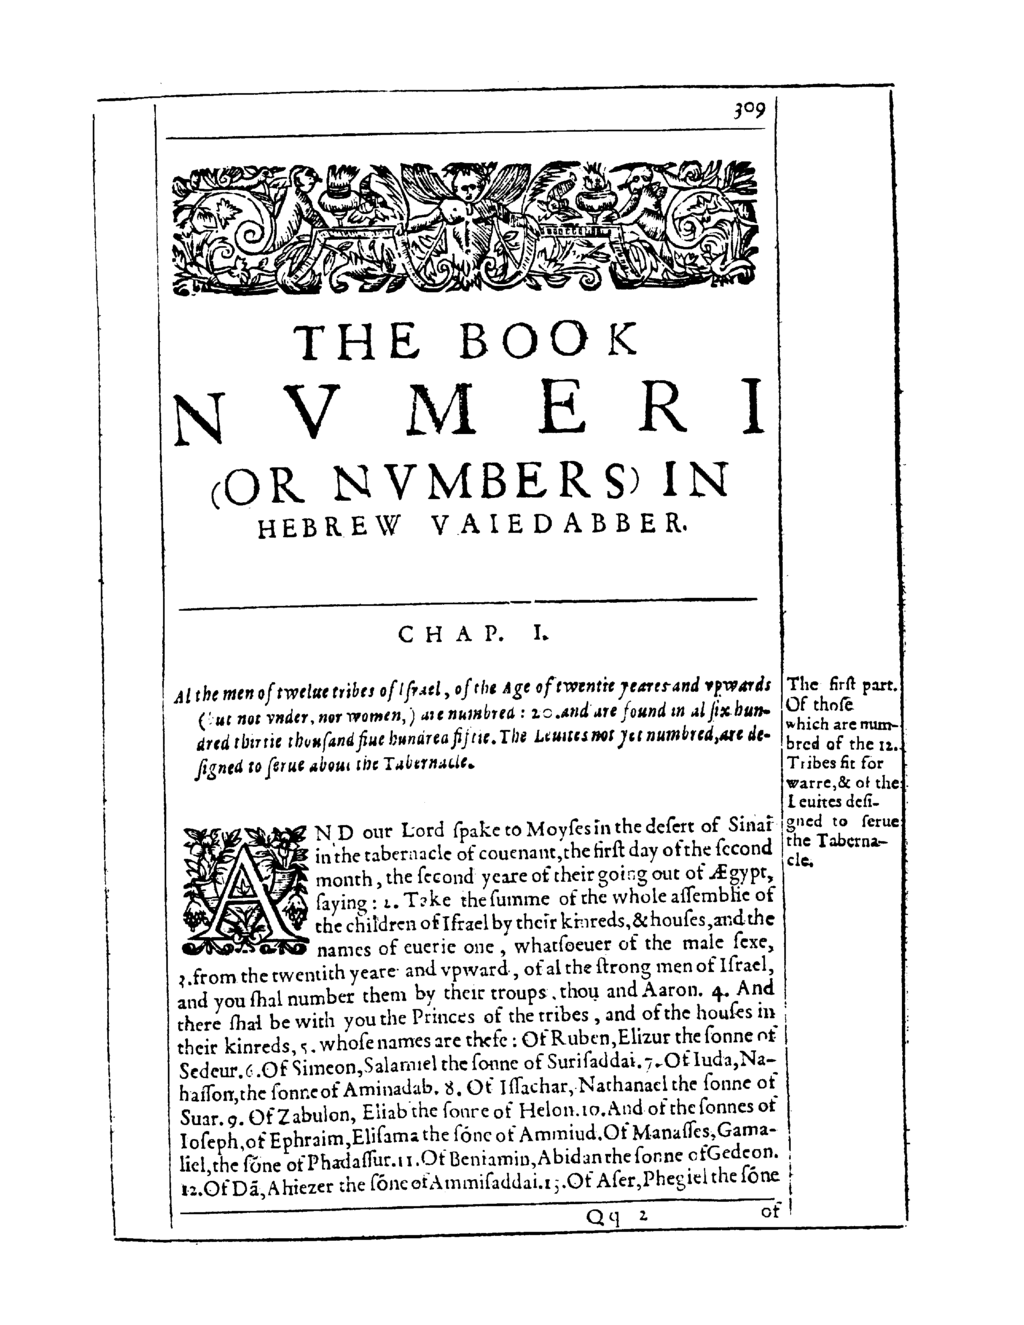 309
THE BOOK
NVMERI
(OR NVMBERS) IN
HEBREW VAIEDABBER.
CHAP. I.
Al the men of twelue tribes of Iſrael, of the Age of twentie yeares and vpwards
(but not vnder, nor women,) are numbred: 20. and are found in al ſix hun-
dred thirtie thouſand fiue hundred fiftie. The Leuites not yet numbred, are de-
ſigned to ſerue about the Tabernacle.
The firſt part.
Of thoſe
which are num-
bred of the 12.
Tribes fit for
warre, & of the
Leuites deſi-
gned to ſerue
the Taberna-
cle.
AND our Lord ſpake to Moyſes in the deſert of Sinai
in the tabernacle of couenant, the firſt day of the ſecond
month, the ſecond yeare of their going out of Ægypt,
ſaying: 2. Take the ſumme of the whole aſſemblie of
the children of Iſrael by their kinreds, & houſes, and the
names of euerie one, whatſoeuer of the male ſexe,
3. from the twentith yeare and vpward, of al the ſtrong men of Iſrael,
and you ſhal number them by their troups, thou and Aaron. 4. And
there ſhal be with you the Princes of the tribes, and of the houſes in
their kinreds, 5. whoſe names are theſe: Of Ruben, Elizur the ſonne of
Sedeur. 6. Of Simeon, Salamiel the ſonne of Suriſaddai. 7. Of Iuda, Na-
haſſon, the ſonne of Aminadab. 8. Of Iſſachar, Nathanael the ſonne of
Suar. 9. Of Zabulon, Eliab the ſonne of Helon. 10. And of the ſonnes of
Ioſeph, of Ephraim, Eliſama the ſóne of Ammiud. Of Manaſſes, Gama-
liel, the ſóne of Phadaſſur. 11. Of Beniamin, Abidan the ſonne of Gedeon.
12. Of Dã, Ahiezer the ſóne of Ammiſaddai. 13. Of Aſer, Phegiel the ſóne
Qq 2 of